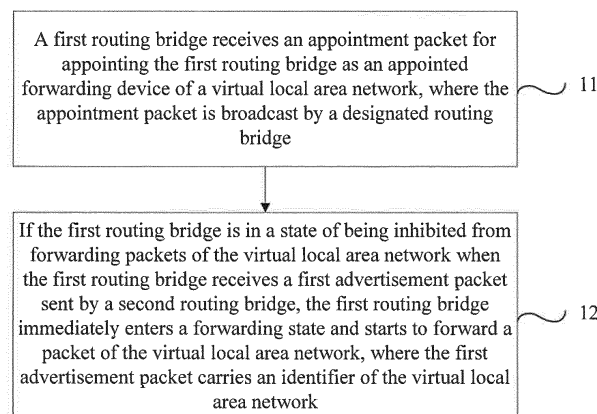 A first routing bridge receives an appointment packet for
appointing the first routing bridge as an appointed
forwarding device of a virtual local area network, where the
appointment packet is broadcast by a designated routing
bridge
11
If the first routing bridge is in a state of being inhibited from
forwarding packets of the virtual local area network when
the first routing bridge receives a first advertisement packet
sent by a second routing bridge, the first routing bridge
immediately enters a forwarding state and starts to forward a
packet of the virtual local area network, where the first
advertisement packet carries an identifier of the virtual local
area network
12